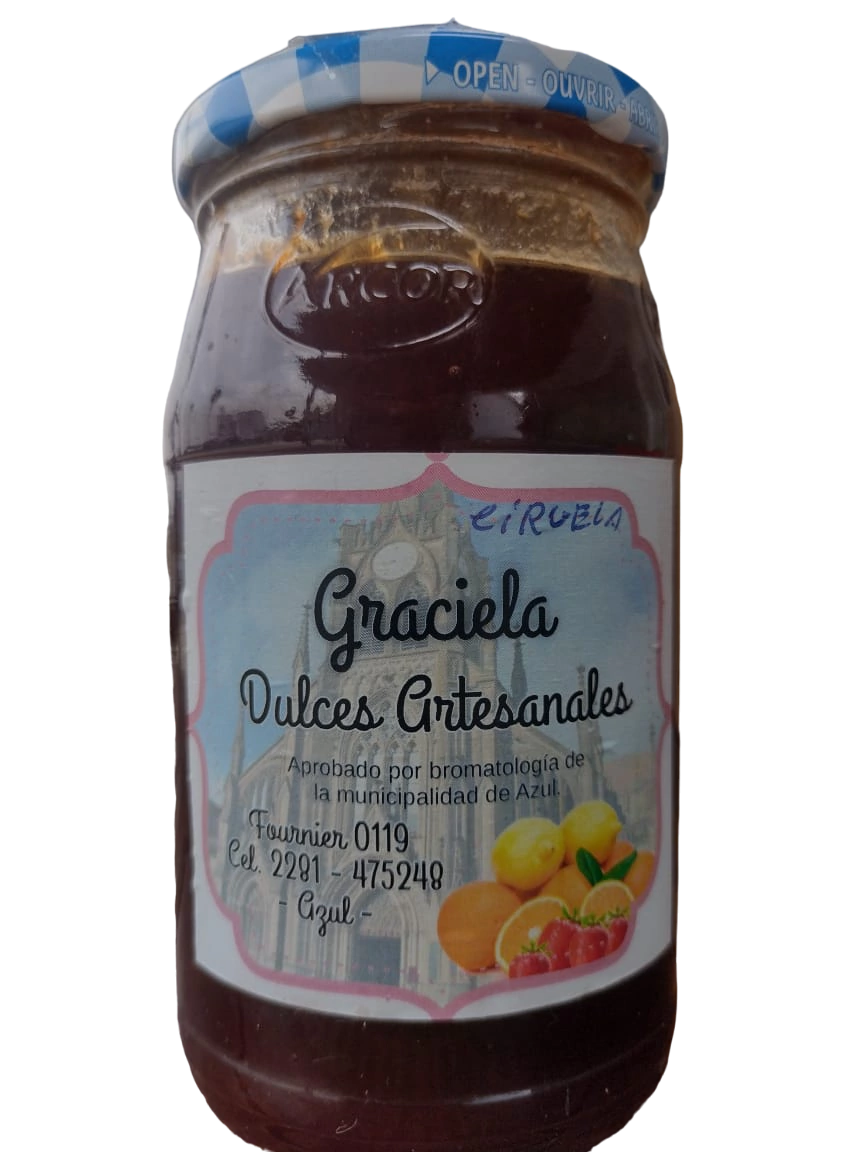 OPEN - OUVRIR - ABRIR
ARCOR
CIRUELA
Graciela
Dulces Artesanales
Aprobado por bromatología de
la municipalidad de Azul.
Fournier 0119
Cel. 2281 - 475248
- Azul -